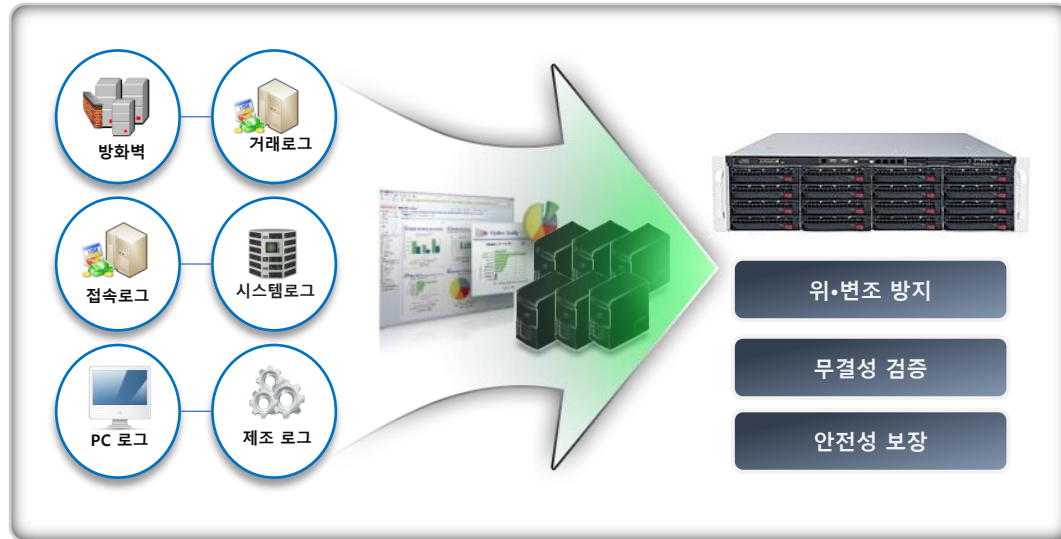 방화벽
거래로그
접속로그
시스템로그
PC 로그
제조 로그
위•변조 방지
무결성 검증
안전성 보장